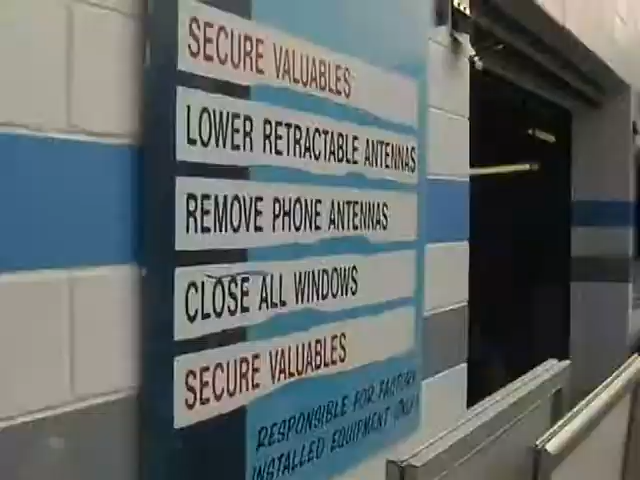 SECURE VALUABLES
LOWER RETRACTABLE ANTENNAS
REMOVE PHONE ANTENNAS
CLOSE ALL WINDOWS
SECURE VALUABLES
RESPONSIBLE FOR FACTORY
INSTALLED EQUIPMENT ONLY